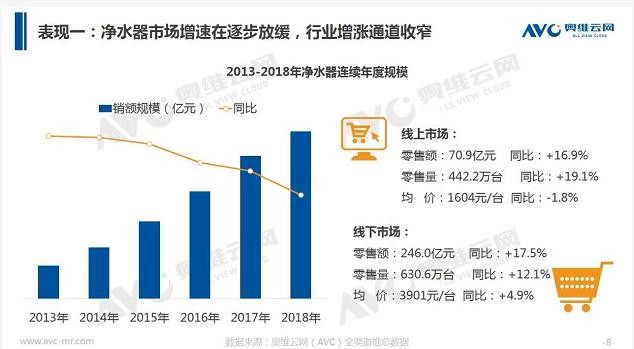 表现一：净水器市场增速在逐步放缓，行业增涨通道收窄
AVC 奥维云网
ALL VIEW CLOUD
2013-2018年净水器连续年度规模
销额规模（亿元） 同比
线上市场：
零售额：70.9亿元 同比：+16.9%
零售量：442.2万台 同比：+19.1%
均 价：1604元/台 同比：-1.8%
线下市场：
零售额：246.0亿元 同比：+17.5%
零售量：630.6万台 同比：+12.1%
均 价：3901元/台 同比：+4.9%
2013年 2014年 2015年 2016年 2017年 2018年
www.avc-mr.com
数据来源：奥维云网（AVC）全渠道推总数据
-8-